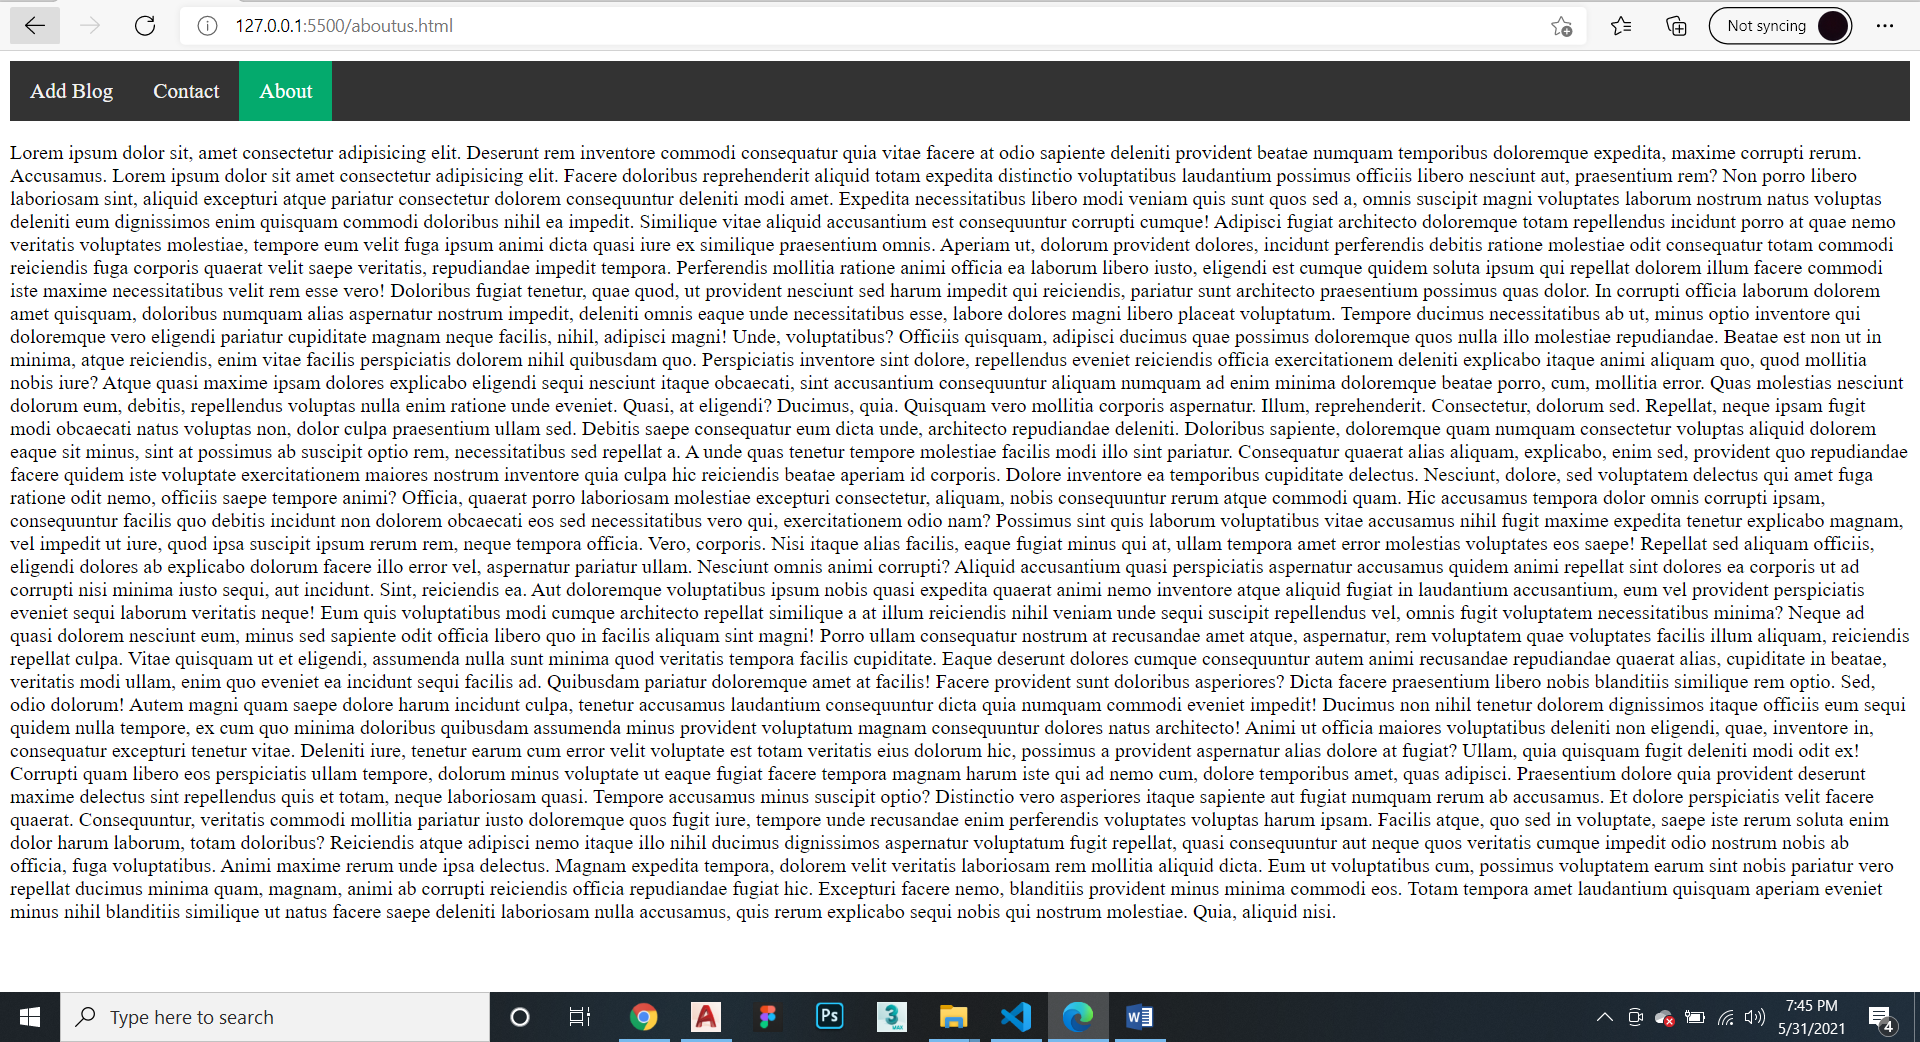 127.0.0.1:5500/aboutus.html
Not syncing
Add Blog Contact About
Lorem ipsum dolor sit, amet consectetur adipisicing elit. Deserunt rem inventore commodi consequatur quia vitae facere at odio sapiente deleniti provident beatae numquam temporibus doloremque expedita, maxime corrupti rerum.
Accusamus. Lorem ipsum dolor sit amet consectetur adipisicing elit. Facere doloribus reprehenderit aliquid totam expedita distinctio voluptatibus laudantium possimus officiis libero nesciunt aut, praesentium rem? Non porro libero
laboriosam sint, aliquid excepturi atque pariatur consectetur dolorem consequuntur deleniti modi amet. Expedita necessitatibus libero modi veniam quis sunt quos sed a, omnis suscipit magni voluptates laborum nostrum natus voluptas
deleniti eum dignissimos enim quisquam commodi doloribus nihil ea impedit. Similique vitae aliquid accusantium est consequuntur corrupti cumque! Adipisci fugiat architecto doloremque totam repellendus incidunt porro at quae nemo
veritatis voluptates molestiae, tempore eum velit fuga ipsum animi dicta quasi iure ex similique praesentium omnis. Aperiam ut, dolorum provident dolores, incidunt perferendis debitis ratione molestiae odit consequatur totam commodi
reiciendis fuga corporis quaerat velit saepe veritatis, repudiandae impedit tempora. Perferendis mollitia ratione animi officia ea laborum libero iusto, eligendi est cumque quidem soluta ipsum qui repellat dolorem illum facere commodi
iste maxime necessitatibus velit rem esse vero! Doloribus fugiat tenetur, quae quod, ut provident nesciunt sed harum impedit qui reiciendis, pariatur sunt architecto praesentium possimus quas dolor. In corrupti officia laborum dolorem
amet quisquam, doloribus numquam alias aspernatur nostrum impedit, deleniti omnis eaque unde necessitatibus esse, labore dolores magni libero placeat voluptatum. Tempore ducimus necessitatibus ab ut, minus optio inventore qui
doloremque vero eligendi pariatur cupiditate magnam neque facilis, nihil, adipisci magni! Unde, voluptatibus? Officiis quisquam, adipisci ducimus quae possimus doloremque quos nulla illo molestiae repudiandae. Beatae est non ut in
minima, atque reiciendis, enim vitae facilis perspiciatis dolorem nihil quibusdam quo. Perspiciatis inventore sint dolore, repellendus eveniet reiciendis officia exercitationem deleniti explicabo itaque animi aliquam quo, quod mollitia
nobis iure? Atque quasi maxime ipsam dolores explicabo eligendi sequi nesciunt itaque obcaecati, sint accusantium consequuntur aliquam numquam ad enim minima doloremque beatae porro, cum, mollitia error. Quas molestias nesciunt
dolorum eum, debitis, repellendus voluptas nulla enim ratione unde eveniet. Quasi, at eligendi? Ducimus, quia. Quisquam vero mollitia corporis aspernatur. Illum, reprehenderit. Consectetur, dolorum sed. Repellat, neque ipsam fugit
modi obcaecati natus voluptas non, dolor culpa praesentium ullam sed. Debitis saepe consequatur eum dicta unde, architecto repudiandae deleniti. Doloribus sapiente, doloremque quam numquam consectetur voluptas aliquid dolorem
eaque sit minus, sint at possimus ab suscipit optio rem, necessitatibus sed repellat a. A unde quas tenetur tempore molestiae facilis modi illo sint pariatur. Consequatur quaerat alias aliquam, explicabo, enim sed, provident quo repudiandae
facere quidem iste voluptate exercitationem maiores nostrum inventore quia culpa hic reiciendis beatae aperiam id corporis. Dolore inventore ea temporibus cupiditate delectus. Nesciunt, dolore, sed voluptatem delectus qui amet fuga
ratione odit nemo, officiis saepe tempore animi? Officia, quaerat porro laboriosam molestiae excepturi consectetur, aliquam, nobis consequuntur rerum atque commodi quam. Hic accusamus tempora dolor omnis corrupti ipsam,
consequuntur facilis quo debitis incidunt non dolorem obcaecati eos sed necessitatibus vero qui, exercitationem odio nam? Possimus sint quis laborum voluptatibus vitae accusamus nihil fugit maxime expedita tenetur explicabo magnam,
vel impedit ut iure, quod ipsa suscipit ipsum rerum rem, neque tempora officia. Vero, corporis. Nisi itaque alias facilis, eaque fugiat minus qui at, ullam tempora amet error molestias voluptates eos saepe! Repellat sed aliquam officiis,
eligendi dolores ab explicabo dolorum facere illo error vel, aspernatur pariatur ullam. Nesciunt omnis animi corrupti? Aliquid accusantium quasi perspiciatis aspernatur accusamus quidem animi repellat sint dolores ea corporis ut ad
corrupti nisi minima iusto sequi, aut incidunt. Sint, reiciendis ea. Aut doloremque voluptatibus ipsum nobis quasi expedita quaerat animi nemo inventore atque aliquid fugiat in laudantium accusantium, eum vel provident perspiciatis
eveniet sequi laborum veritatis neque! Eum quis voluptatibus modi cumque architecto repellat similique a at illum reiciendis nihil veniam unde sequi suscipit repellendus vel, omnis fugit voluptatem necessitatibus minima? Neque ad
quasi dolorem nesciunt eum, minus sed sapiente odit officia libero quo in facilis aliquam sint magni! Porro ullam consequatur nostrum at recusandae amet atque, aspernatur, rem voluptatem quae voluptates facilis illum aliquam, reiciendis
repellat culpa. Vitae quisquam ut et eligendi, assumenda nulla sunt minima quod veritatis tempora facilis cupiditate. Eaque deserunt dolores cumque consequuntur autem animi recusandae repudiandae quaerat alias, cupiditate in beatae,
veritatis modi ullam, enim quo eveniet ea incidunt sequi facilis ad. Quibusdam pariatur doloremque amet at facilis! Facere provident sunt doloribus asperiores? Dicta facere praesentium libero nobis blanditiis similique rem optio. Sed,
odio dolorum! Autem magni quam saepe dolore harum incidunt culpa, tenetur accusamus laudantium consequuntur dicta quia numquam commodi eveniet impedit! Ducimus non nihil tenetur dolorem dignissimos itaque officiis eum sequi
quidem nulla tempore, ex cum quo minima doloribus quibusdam assumenda minus provident voluptatum magnam consequuntur dolores natus architecto! Animi ut officia maiores voluptatibus deleniti non eligendi, quae, inventore in,
consequatur excepturi tenetur vitae. Deleniti iure, tenetur earum cum error velit voluptate est totam veritatis eius dolorum hic, possimus a provident aspernatur alias dolore at fugiat? Ullam, quia quisquam fugit deleniti modi odit ex!
Corrupti quam libero eos perspiciatis ullam tempore, dolorum minus voluptate ut eaque fugiat facere tempora magnam harum iste qui ad nemo cum, dolore temporibus amet, quas adipisci. Praesentium dolore quia provident deserunt
maxime delectus sint repellendus quis et totam, neque laboriosam quasi. Tempore accusamus minus suscipit optio? Distinctio vero asperiores itaque sapiente aut fugiat numquam rerum ab accusamus. Et dolore perspiciatis velit facere
quaerat. Consequuntur, veritatis commodi mollitia pariatur iusto doloremque quos fugit iure, tempore unde recusandae enim perferendis voluptates voluptas harum ipsam. Facilis atque, quo sed in voluptate, saepe iste rerum soluta enim
dolor harum laborum, totam doloribus? Reiciendis atque adipisci nemo itaque illo nihil ducimus dignissimos aspernatur voluptatum fugit repellat, quasi consequuntur aut neque quos veritatis cumque impedit odio nostrum nobis ab
officia, fuga voluptatibus. Animi maxime rerum unde ipsa delectus. Magnam expedita tempora, dolorem velit veritatis laboriosam rem mollitia aliquid dicta. Eum ut voluptatibus cum, possimus voluptatem earum sint nobis pariatur vero
repellat ducimus minima quam, magnam, animi ab corrupti reiciendis officia repudiandae fugiat hic. Excepturi facere nemo, blanditiis provident minus minima commodi eos. Totam tempora amet laudantium quisquam aperiam eveniet
minus nihil blanditiis similique ut natus facere saepe deleniti laboriosam nulla accusamus, quis rerum explicabo sequi nobis qui nostrum molestiae. Quia, aliquid nisi.
Type here to search
A
Ps
3
MAX
W
7:45 PM
5/31/2021
4